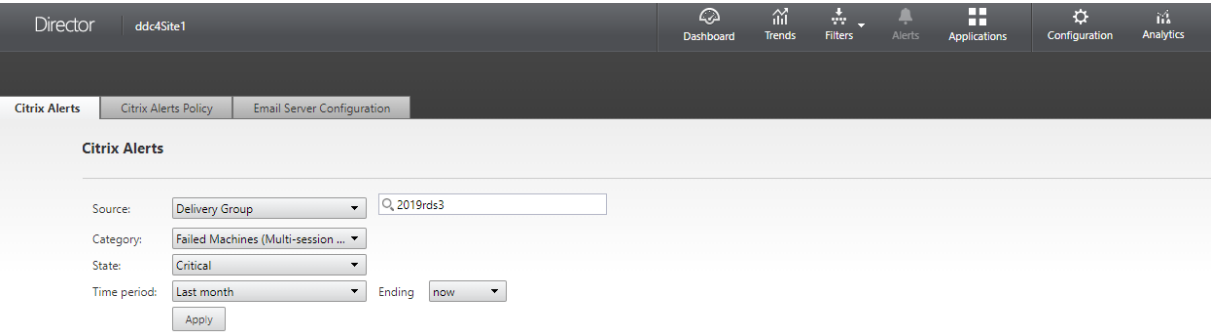 Director ddc4Site1 Dashboard Trends Filters Alerts Applications Configuration Analytics
Citrix Alerts Citrix Alerts Policy Email Server Configuration
Citrix Alerts
Source: Delivery Group 2019rds3
Category: Failed Machines (Multi-session ...
State: Critical
Time period: Last month Ending now
Apply